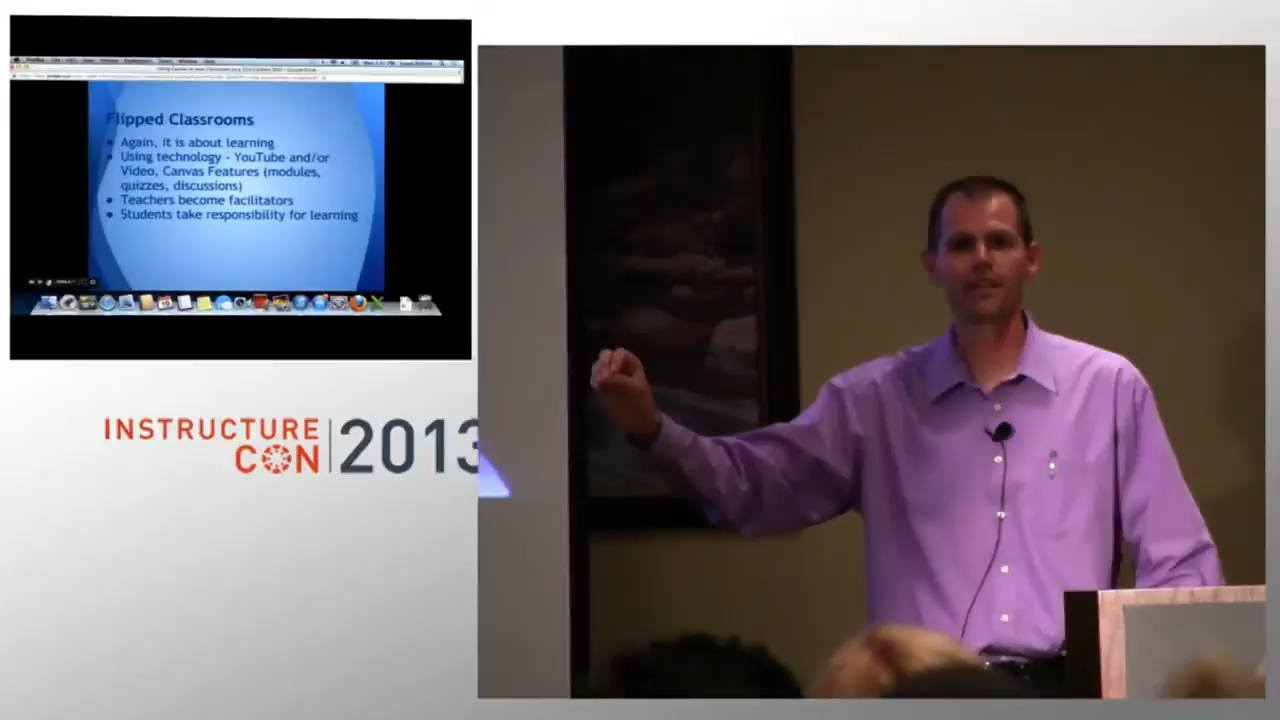 Flipped Classrooms
Again, it is about learning
Using technology - YouTube and/or
Video, Canvas Features (modules,
quizzes, discussions)
Teachers become facilitators
Students take responsibility for learning
INSTRUCTURE
CON
2013